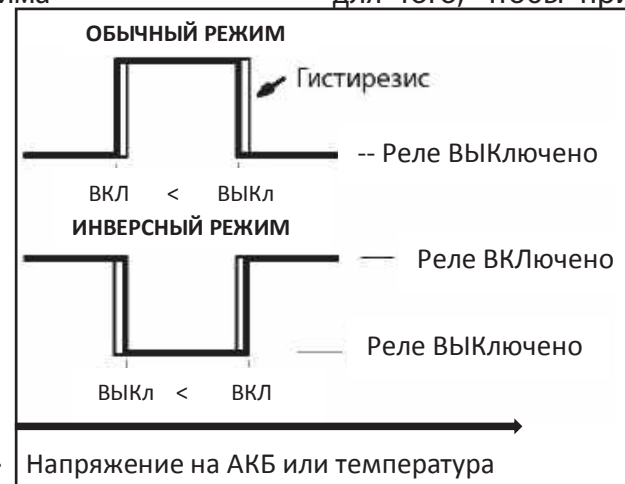 ОБЫЧНЫЙ РЕЖИМ
Гистирезис
-- Реле ВЫКлючено
ВКЛ < ВЫКл
ИНВЕРСНЫЙ РЕЖИМ
Реле ВКЛючено
Реле ВЫКлючено
ВЫКл < ВКЛ
Напряжение на АКБ или температура